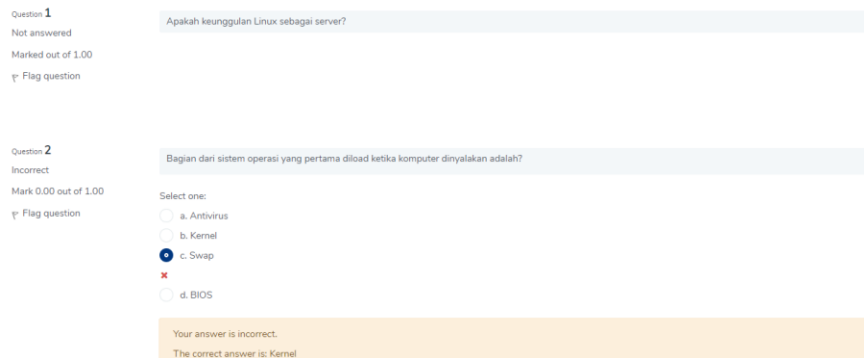 Question 1
Not answered
Marked out of 1.00
Flag question
Apakah keunggulan Linux sebagai server?
Question 2
Incorrect
Mark 0.00 out of 1.00
Flag question
Bagian dari sistem operasi yang pertama diload ketika komputer dinyalakan adalah?
Select one:
a. Antivirus
b. Kernel
c. Swap
d. BIOS
Your answer is incorrect.
The correct answer is: Kernel